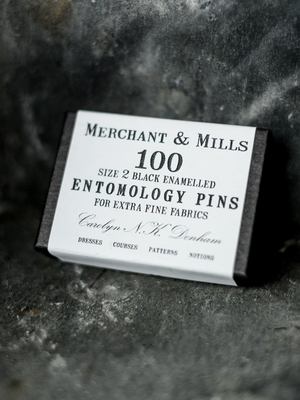 MERCHANT & MILLS
100
SIZE 2 BLACK ENAMELLED
ENTOMOLOGY PINS
FOR EXTRA FINE FABRICS
Carolyn N.K. Denham
DRESSES COURSES PATTERNS NOTIONS